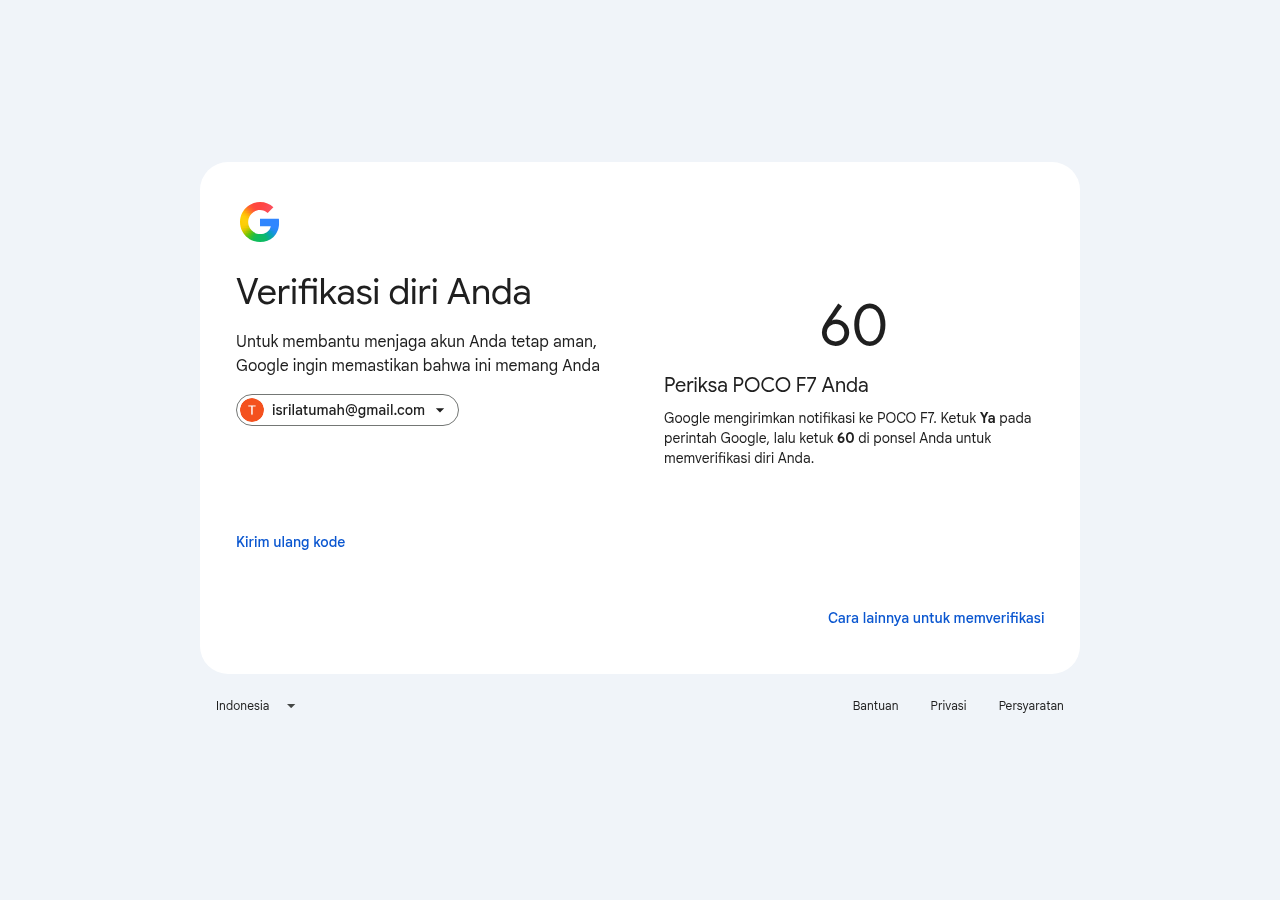 Verifikasi diri Anda
Untuk membantu menjaga akun Anda tetap aman,
Google ingin memastikan bahwa ini memang Anda
T isrilatumah@gmail.com
Kirim ulang kode
60
Periksa POCO F7 Anda
Google mengirimkan notifikasi ke POCO F7. Ketuk Ya pada
perintah Google, lalu ketuk 60 di ponsel Anda untuk
memverifikasi diri Anda.
Cara lainnya untuk memverifikasi
Indonesia
Bantuan Privasi Persyaratan